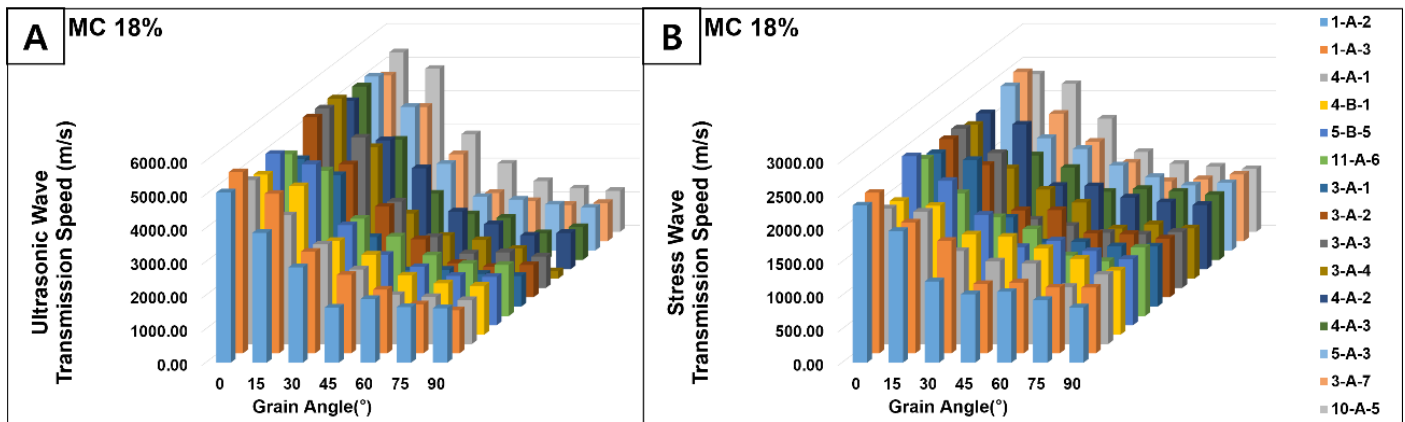 A
MC 18%
Ultrasonic Wave
Transmission Speed (m/s)
6000.00
5000.00
4000.00
3000.00
2000.00
1000.00
0.00
0 15 30 45 60 75 90
Grain Angle(°)
B
MC 18%
Stress Wave
Transmission Speed (m/s)
3000.00
2500.00
2000.00
1500.00
1000.00
500.00
0.00
0 15 30 45 60 75 90
Grain Angle(°)
1-A-2
1-A-3
4-A-1
4-B-1
5-B-5
11-A-6
3-A-1
3-A-2
3-A-3
3-A-4
4-A-2
4-A-3
5-A-3
3-A-7
10-A-5